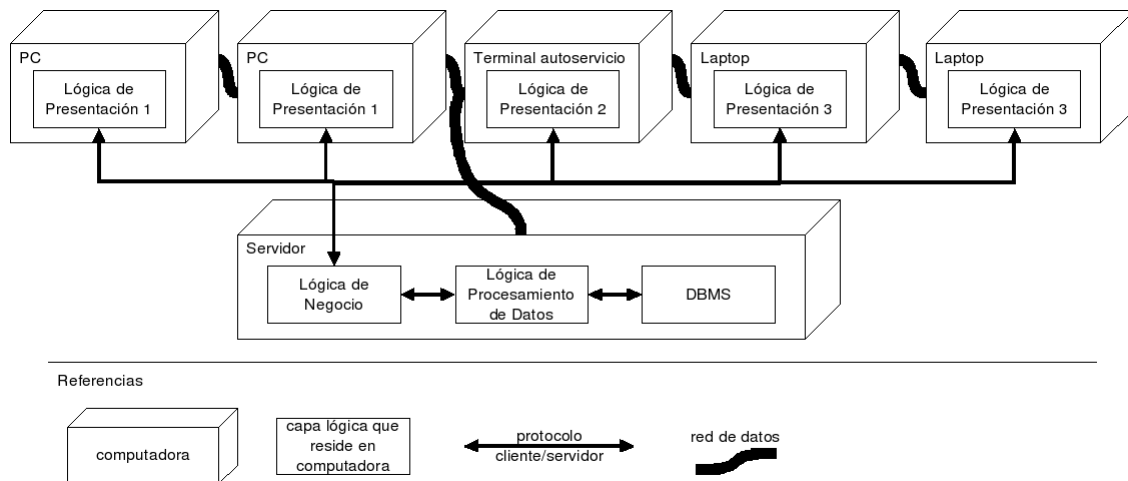 PC
Lógica de
Presentación 1
PC
Lógica de
Presentación 1
Terminal autoservicio
Lógica de
Presentación 2
Laptop
Lógica de
Presentación 3
Laptop
Lógica de
Presentación 3
Servidor
Lógica de
Negocio
Lógica de
Procesamiento
de Datos
DBMS
Referencias
computadora
capa lógica que
reside en
computadora
protocolo
cliente/servidor
red de datos